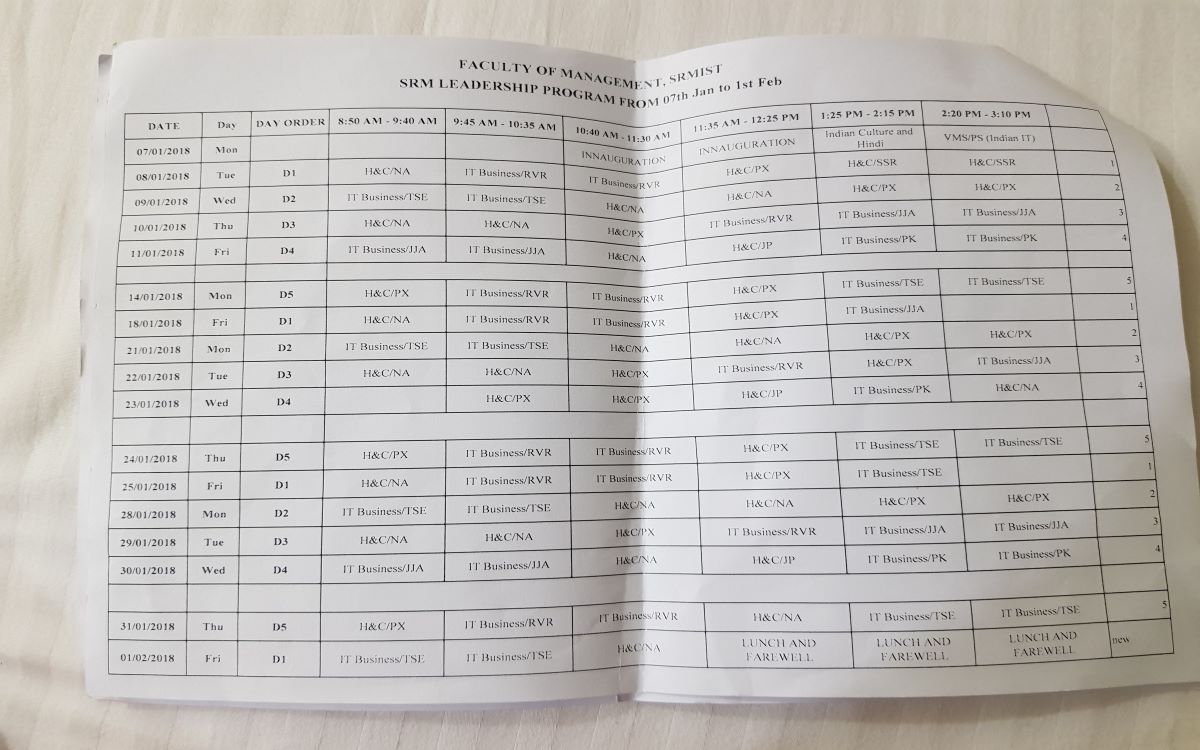 FACULTY OF MANAGEMENT, SRMIST
SRM LEADERSHIP PROGRAM FROM 07th Jan to 1st Feb
DATE Day DAY ORDER 8:50 AM - 9:40 AM 9:45 AM - 10:35 AM 10:40 AM - 11:30 AM 11:35 AM - 12:25 PM 1:25 PM - 2:15 PM 2:20 PM - 3:10 PM
07/01/2018 Mon INNAUGURATION INNAUGURATION Indian Culture and Hindi VMS/PS (Indian IT)
08/01/2018 Tue D1 H&C/NA IT Business/RVR IT Business/RVR H&C/PX H&C/SSR H&C/SSR 1
09/01/2018 Wed D2 IT Business/TSE IT Business/TSE H&C/NA H&C/NA H&C/PX H&C/PX 2
10/01/2018 Thu D3 H&C/NA H&C/NA H&C/PX IT Business/RVR IT Business/JJA IT Business/JJA 3
11/01/2018 Fri D4 IT Business/JJA IT Business/JJA H&C/NA H&C/JP IT Business/PK IT Business/PK 4
14/01/2018 Mon D5 H&C/PX IT Business/RVR IT Business/RVR H&C/PX IT Business/TSE IT Business/TSE 5
18/01/2018 Fri D1 H&C/NA IT Business/RVR IT Business/RVR H&C/PX IT Business/JJA 1
21/01/2018 Mon D2 IT Business/TSE IT Business/TSE H&C/NA H&C/NA H&C/PX H&C/PX 2
22/01/2018 Tue D3 H&C/NA H&C/NA H&C/PX IT Business/RVR H&C/PX IT Business/JJA 3
23/01/2018 Wed D4 H&C/PX H&C/PX H&C/JP IT Business/PK H&C/NA 4
24/01/2018 Thu D5 H&C/PX IT Business/RVR IT Business/RVR H&C/PX IT Business/TSE IT Business/TSE 5
25/01/2018 Fri D1 H&C/NA IT Business/RVR IT Business/RVR H&C/PX IT Business/TSE 1
28/01/2018 Mon D2 IT Business/TSE IT Business/TSE H&C/NA H&C/NA H&C/PX H&C/PX 2
29/01/2018 Tue D3 H&C/NA H&C/NA H&C/PX IT Business/RVR IT Business/JJA IT Business/JJA 3
30/01/2018 Wed D4 IT Business/JJA IT Business/JJA H&C/NA H&C/JP IT Business/PK IT Business/PK 4
31/01/2018 Thu D5 H&C/PX IT Business/RVR IT Business/RVR H&C/NA IT Business/TSE IT Business/TSE 5
01/02/2018 Fri D1 IT Business/TSE IT Business/TSE H&C/NA LUNCH AND FAREWELL LUNCH AND FAREWELL LUNCH AND FAREWELL new